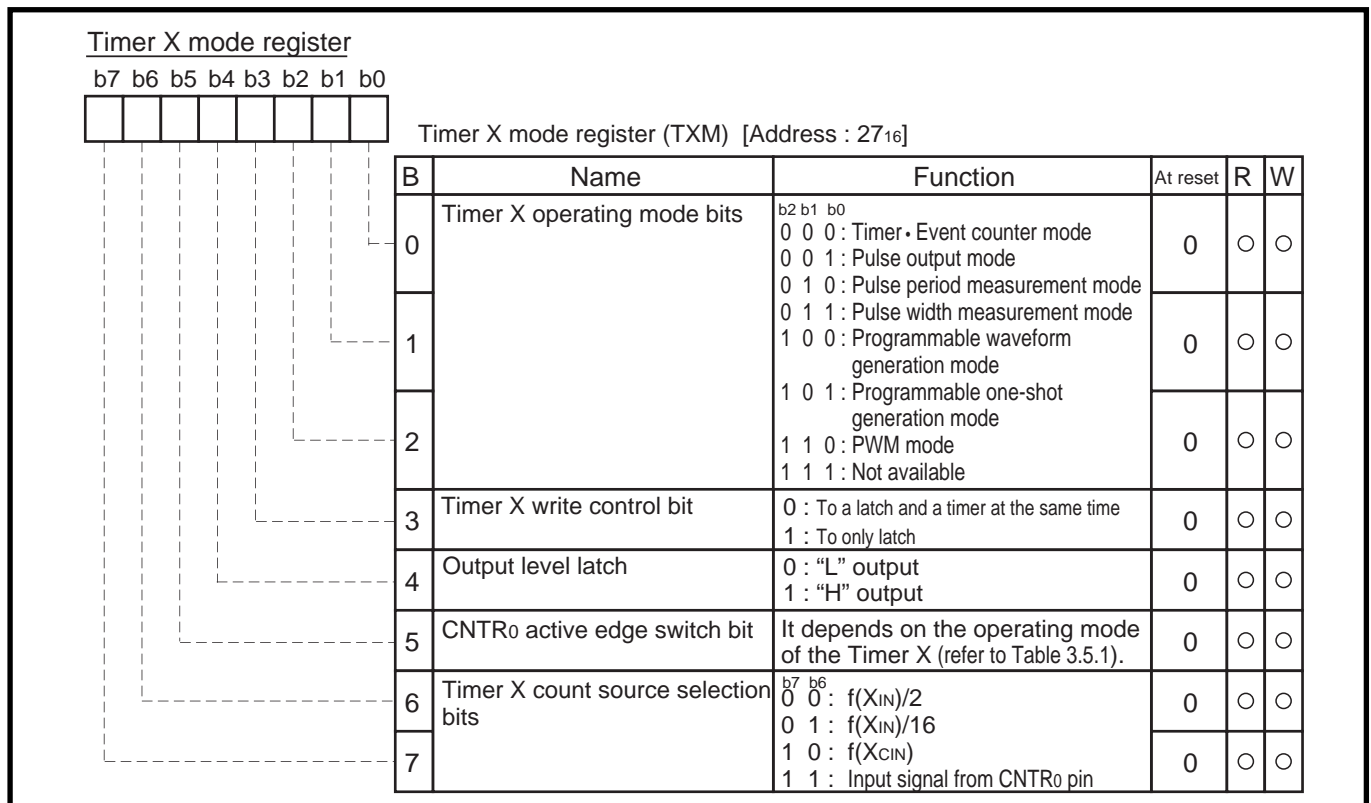 Timer X mode register
b7 b6 b5 b4 b3 b2 b1 b0
Timer X mode register (TXM) [Address : 2716]
B Name Function At reset R W
0 Timer X operating mode bits b2 b1 b0
0 0 0 : Timer • Event counter mode
0 0 1 : Pulse output mode
0 1 0 : Pulse period measurement mode
0 1 1 : Pulse width measurement mode
1 0 0 : Programmable waveform
generation mode
1 0 1 : Programmable one-shot
generation mode
1 1 0 : PWM mode
1 1 1 : Not available
0 ○ ○
1 0 ○ ○
2 0 ○ ○
3 Timer X write control bit 0 : To a latch and a timer at the same time
1 : To only latch
0 ○ ○
4 Output level latch 0 : “L” output
1 : “H” output
0 ○ ○
5 CNTR0 active edge switch bit It depends on the operating mode
of the Timer X (refer to Table 3.5.1).
0 ○ ○
6 Timer X count source selection
bits
b7 b6
0 0 : f(XIN)/2
0 1 : f(XIN)/16
1 0 : f(XCIN)
1 1 : Input signal from CNTR0 pin
0 ○ ○
7 0 ○ ○